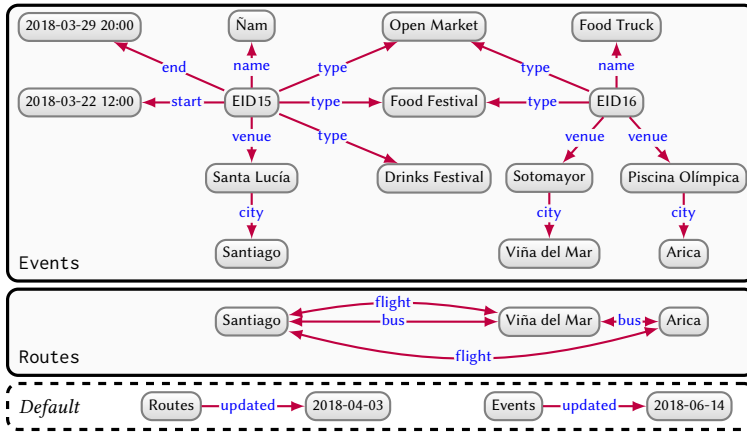 2018-03-29 20:00 Ñam Open Market Food Truck
end name type type name
2018-03-22 12:00 start EID15 type Food Festival type EID16
venue type venue venue
Santa Lucía Drinks Festival Sotomayor Piscina Olímpica
city city city
Santiago Viña del Mar Arica
Events
flight
Santiago bus Viña del Mar bus Arica
Routes flight
Default Routes updated 2018-04-03 Events updated 2018-06-14